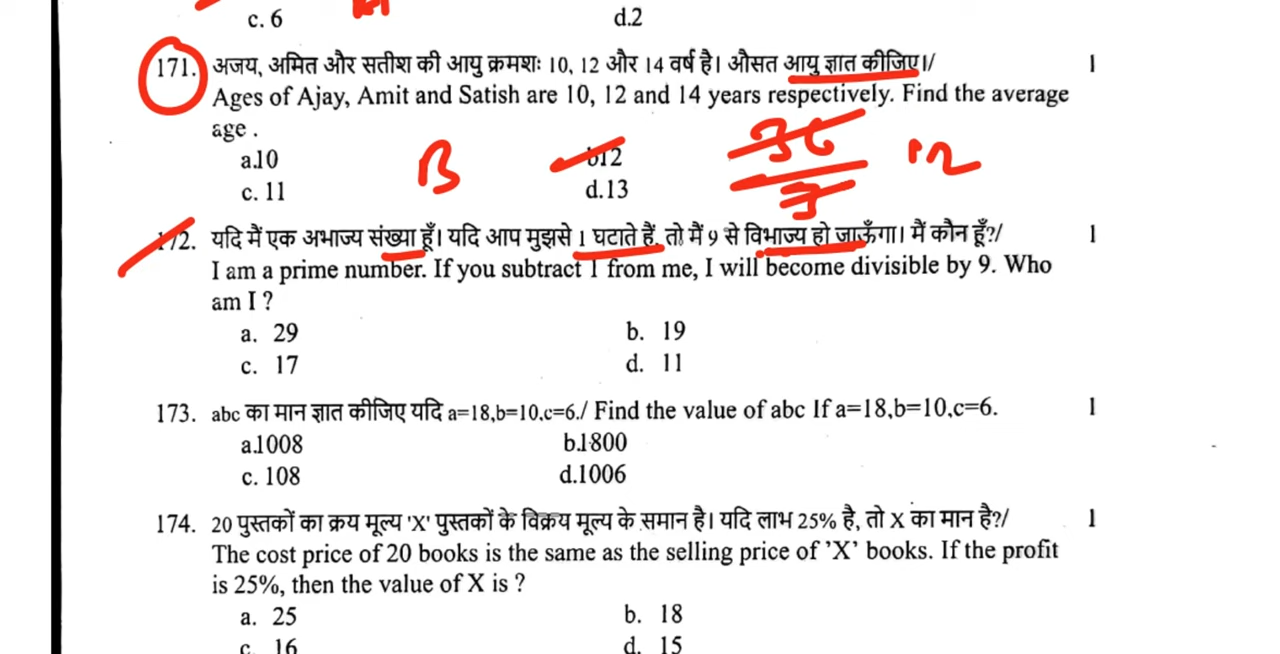 c. 6 d.2
171. अजय, अमित और सतीश की आयु क्रमशः 10, 12 और 14 वर्ष है। औसत आयु ज्ञात कीजिए।/ 1
Ages of Ajay, Amit and Satish are 10, 12 and 14 years respectively. Find the average
age .
a.10 b12
c. 11 d.13
B
36
3
12
172. यदि मैं एक अभाज्य संख्या हूँ। यदि आप मुझसे 1 घटाते हैं, तो मैं 9 से विभाज्य हो जाऊँगा। मैं कौन हूँ?/ 1
I am a prime number. If you subtract 1 from me, I will become divisible by 9. Who
am I ?
a. 29 b. 19
c. 17 d. 11
173. abc का मान ज्ञात कीजिए यदि a=18,b=10,c=6./ Find the value of abc If a=18,b=10,c=6. 1
a.1008 b.1800
c. 108 d.1006
174. 20 पुस्तकों का क्रय मूल्य 'X' पुस्तकों के विक्रय मूल्य के समान है। यदि लाभ 25% है, तो X का मान है?/ 1
The cost price of 20 books is the same as the selling price of ’X’ books. If the profit
is 25%, then the value of X is ?
a. 25 b. 18
c. 16 d. 15